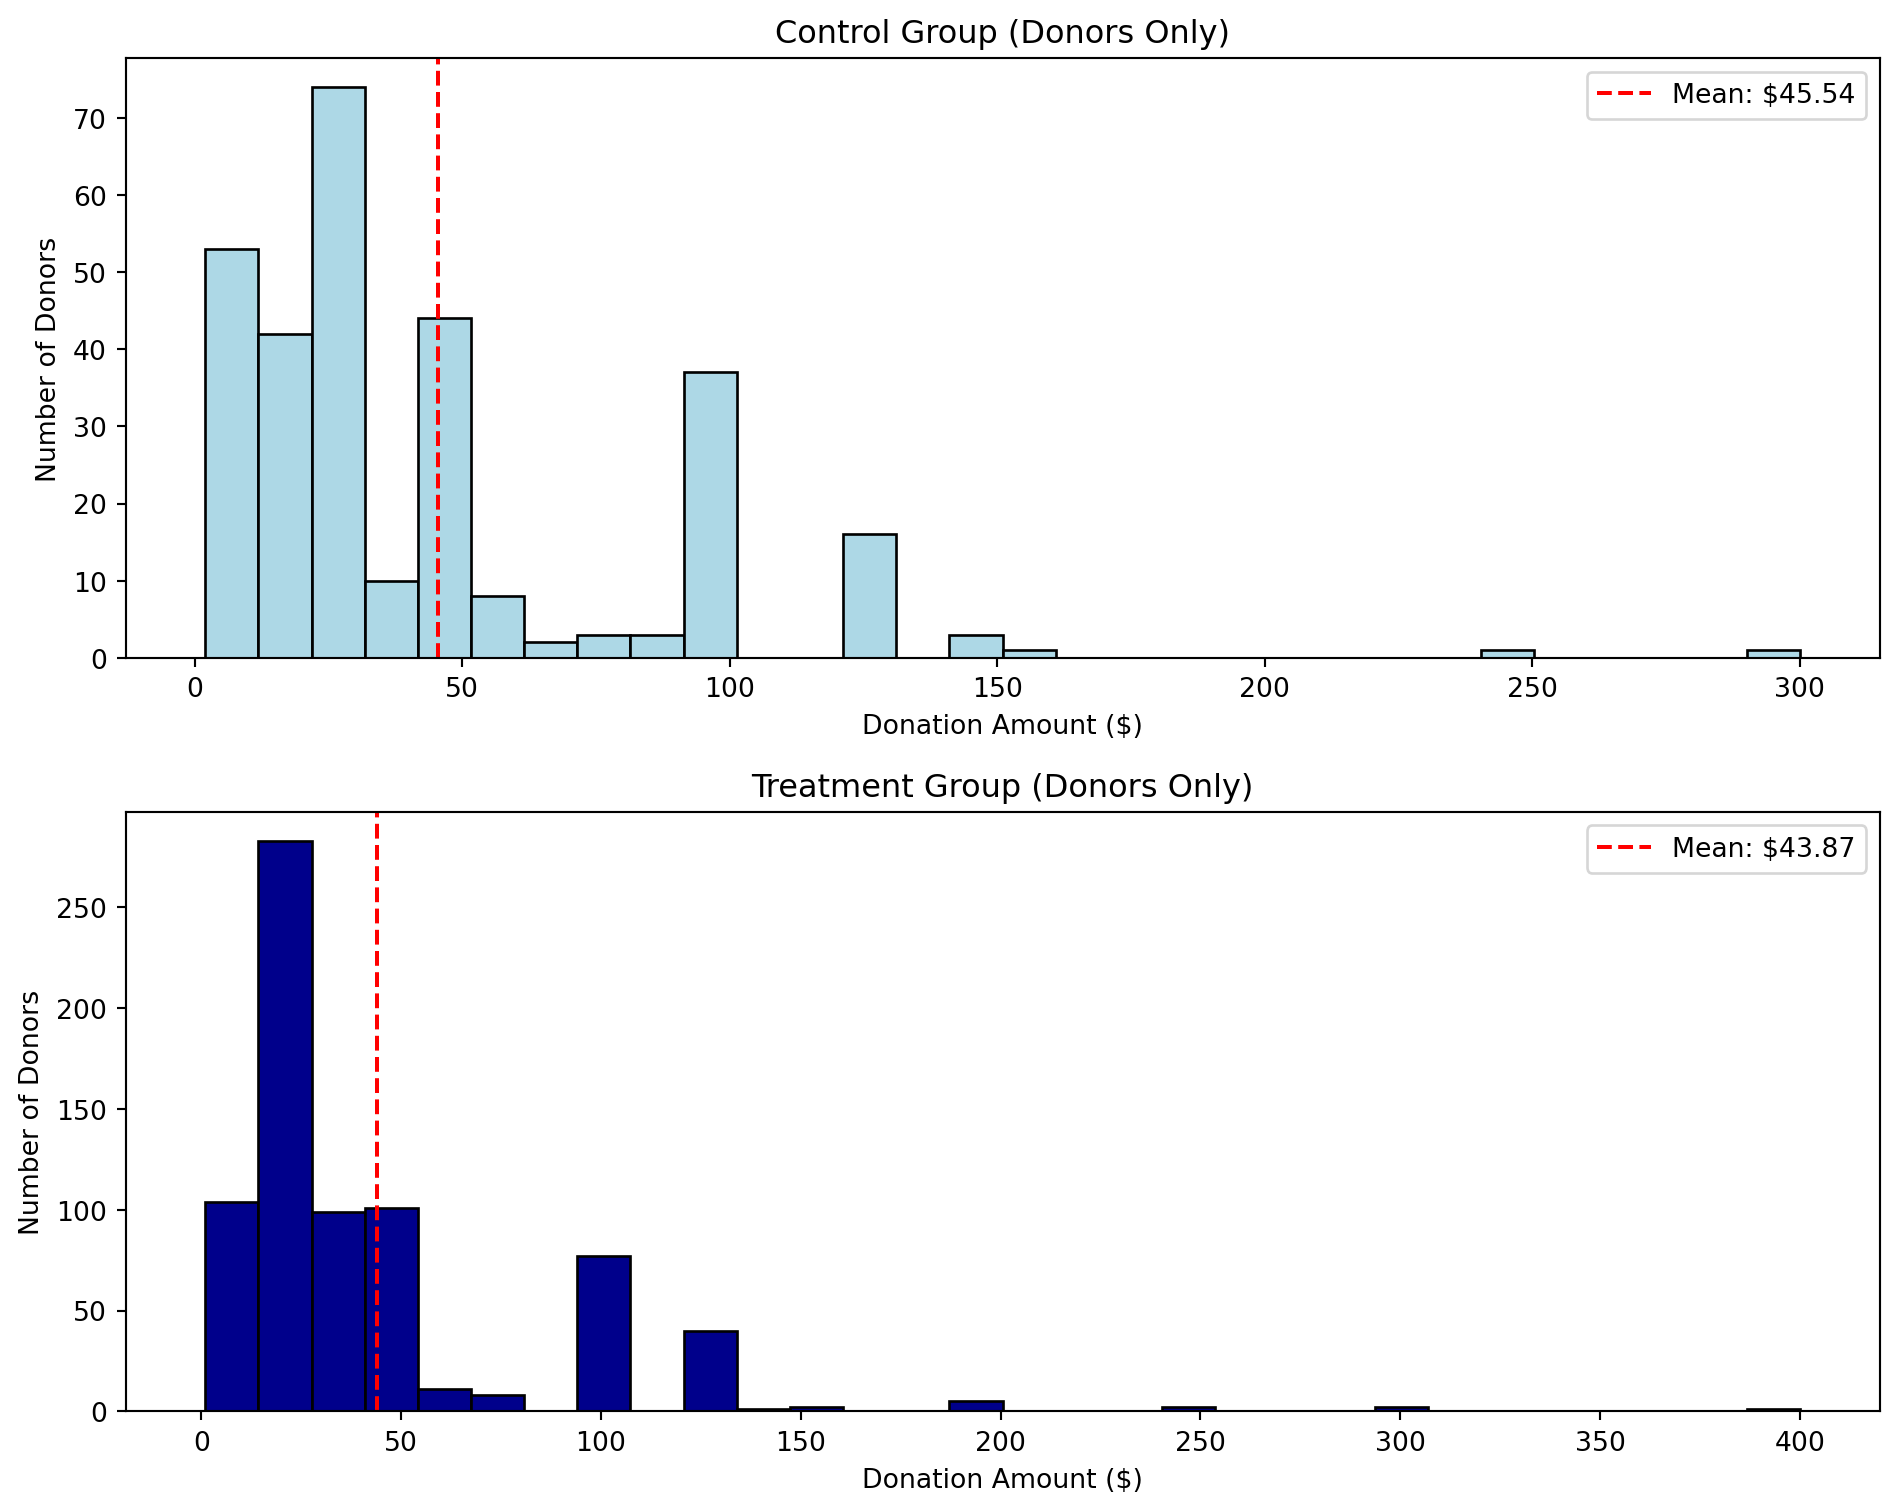 Control Group (Donors Only)
Mean: $45.54
Number of Donors
70
60
50
40
30
20
10
0
0 50 100 150 200 250 300
Donation Amount ($)
Treatment Group (Donors Only)
Mean: $43.87
Number of Donors
250
200
150
100
50
0
0 50 100 150 200 250 300 350 400
Donation Amount ($)